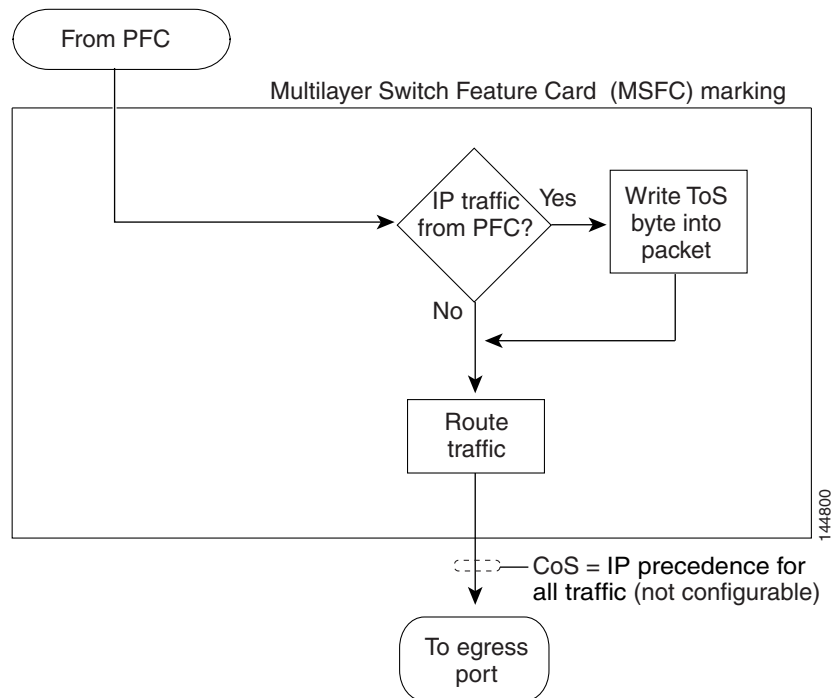 From PFC
Multilayer Switch Feature Card (MSFC) marking
IP traffic
from PFC?
Yes
Write ToS
byte into
packet
No
Route
traffic
144800
CoS = IP precedence for
all traffic (not configurable)
To egress
port